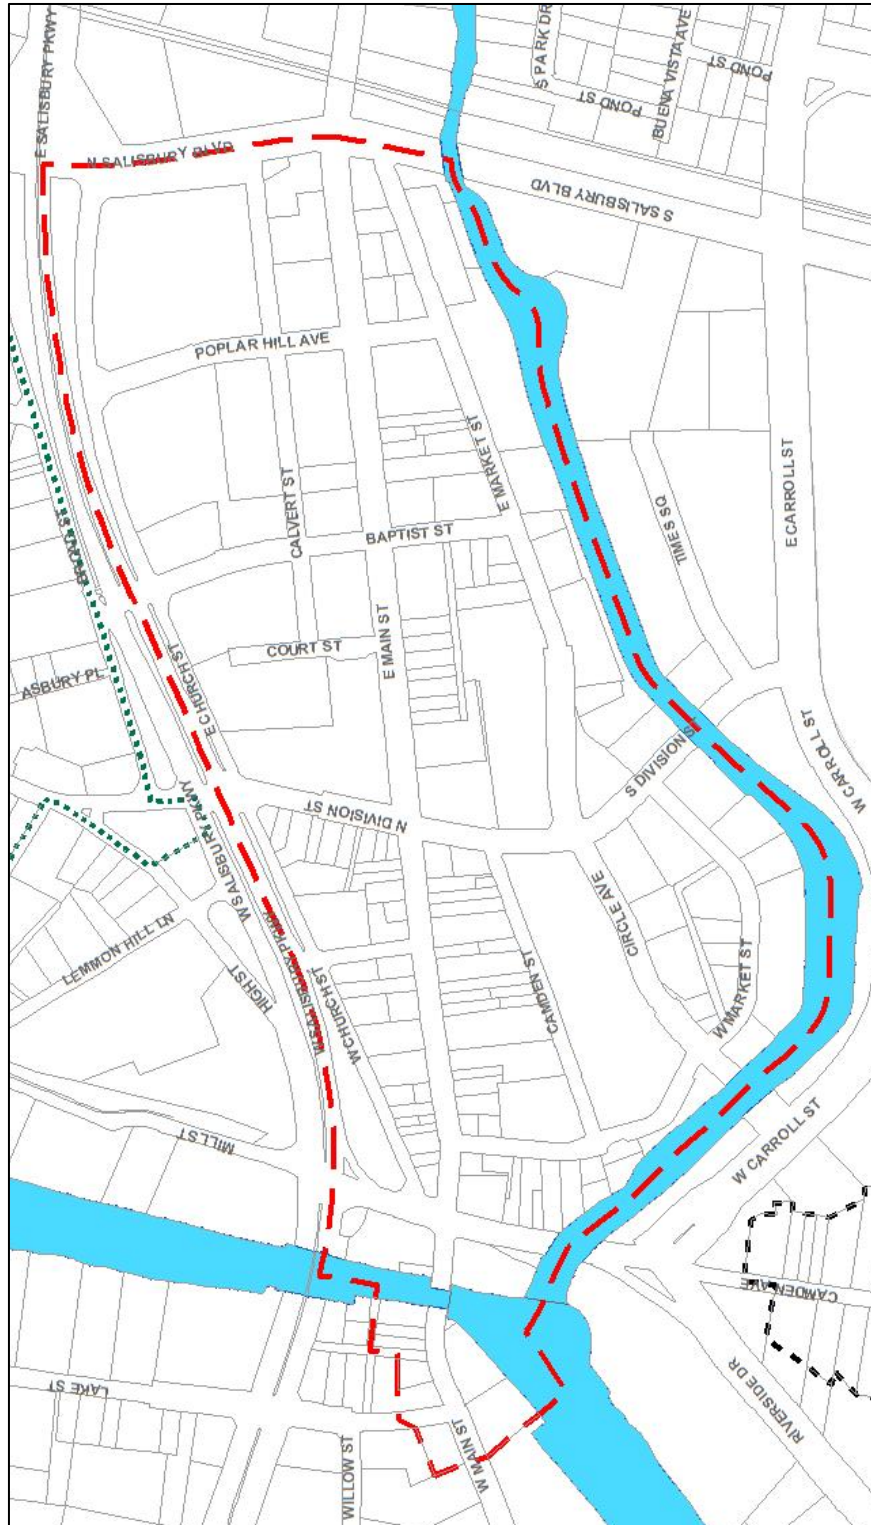 E SALISBURY PKWY
S PARK DR
BUENA VISTA AVE
POND ST
POND ST
N SALISBURY BLVD
S SALISBURY BLVD
POPLAR HILL AVE
E MARKET ST
E CARROLL ST
CALVERT ST
BAPTIST ST
TIMES SQ
E MAIN ST
COURT ST
E CHURCH ST
ASBURY PL
S DIVISION ST
W CARROLL ST
W SALISBURY PKWY
N DIVISION ST
CIRCLE AVE
LEMMON HILL LN
HIGH ST
W SALISBURY PKWY
W CHURCH ST
CAMDEN ST
W MARKET ST
MILL ST
W CARROLL ST
CAMDEN AVE
LAKE ST
RIVERSIDE DR
WILLOW ST
W MAIN ST